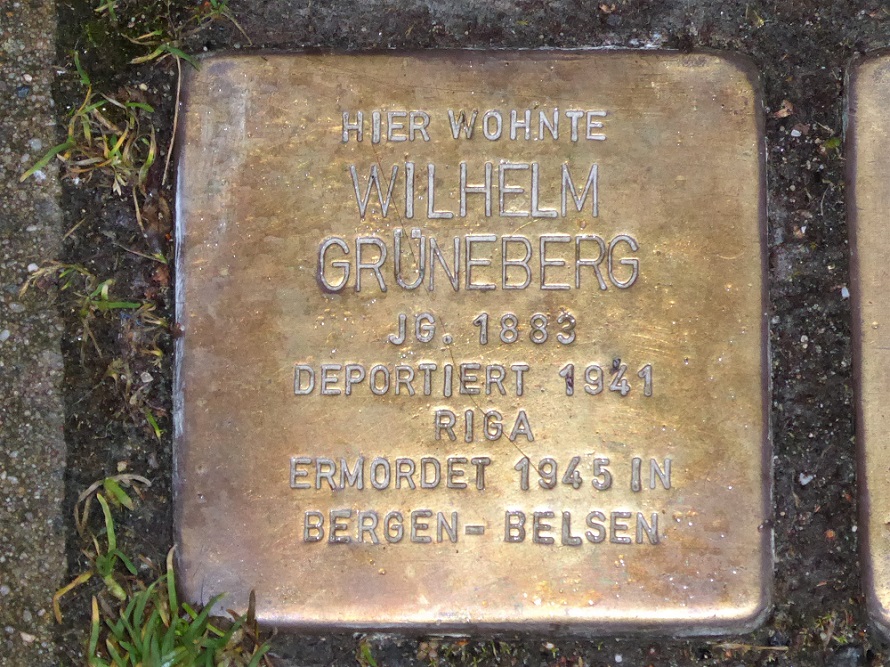 HIER WOHNTE
WILHELM
GRÜNEBERG
JG. 1883
DEPORTIERT 1941
RIGA
ERMORDET 1945 IN
BERGEN-BELSEN